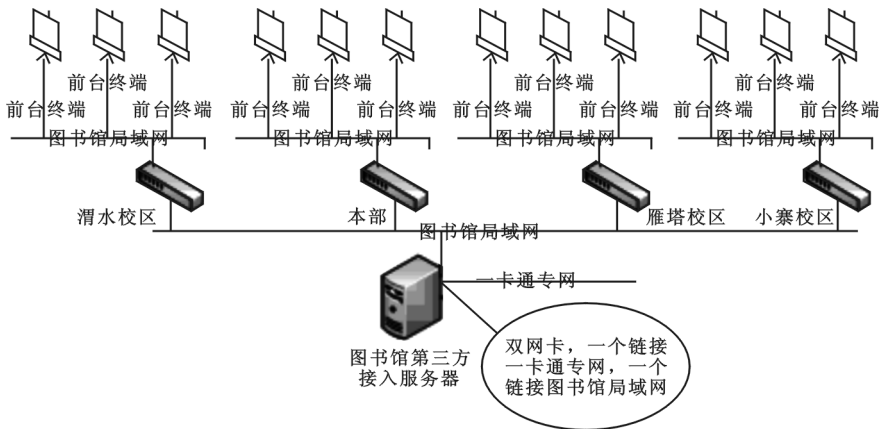 前台终端 前台终端 前台终端 前台终端
前台终端 前台终端 前台终端 前台终端 前台终端 前台终端 前台终端 前台终端
图书馆局域网 图书馆局域网 图书馆局域网 图书馆局域网
渭水校区 本部 雁塔校区 小寨校区
图书馆局域网
一卡通专网
图书馆第三方
接入服务器
双网卡，一个链接
一卡通专网，一个
链接图书馆局域网